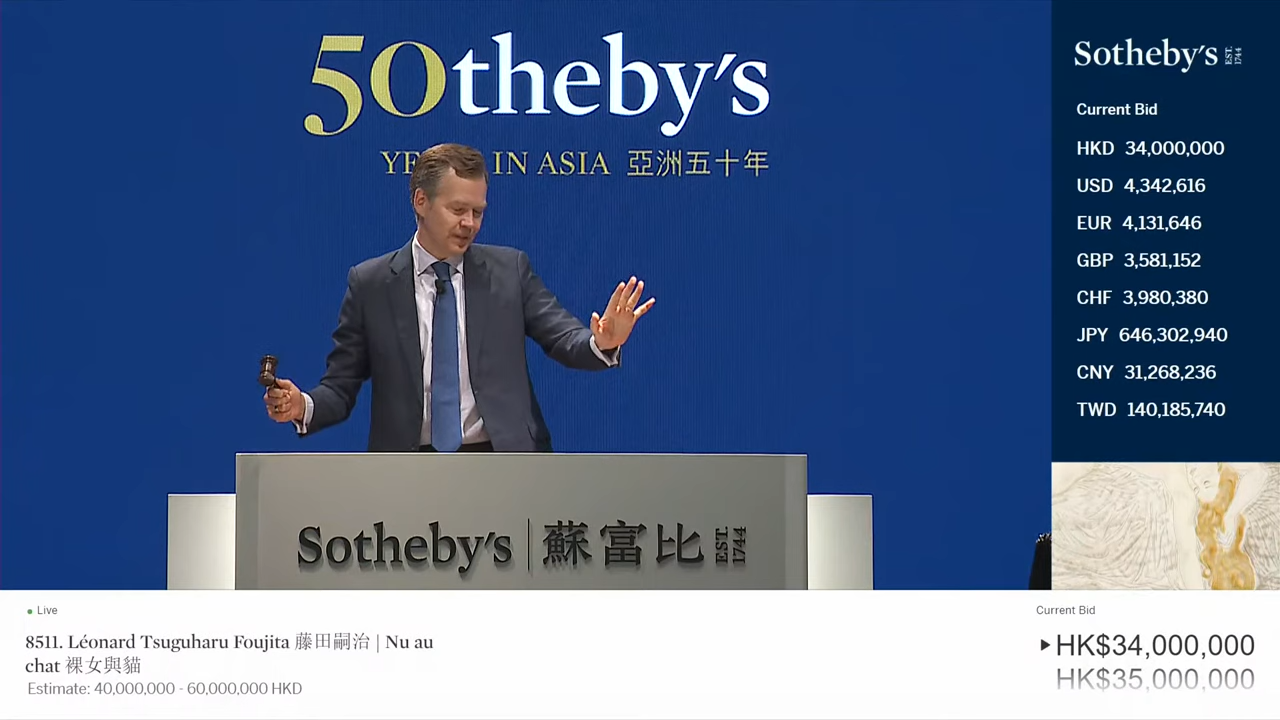 50theby's
YE IN ASIA 亞洲五十年
Sotheby's | 蘇富比 EST. 1744
Sotheby's EST. 1744
Current Bid
HKD 34,000,000
USD 4,342,616
EUR 4,131,646
GBP 3,581,152
CHF 3,980,380
JPY 646,302,940
CNY 31,268,236
TWD 140,185,740
Live
8511. Léonard Tsuguharu Foujita 藤田嗣治 | Nu au
chat 裸女與貓
Estimate: 40,000,000 - 60,000,000 HKD
Current Bid
HK$34,000,000
HK$35,000,000